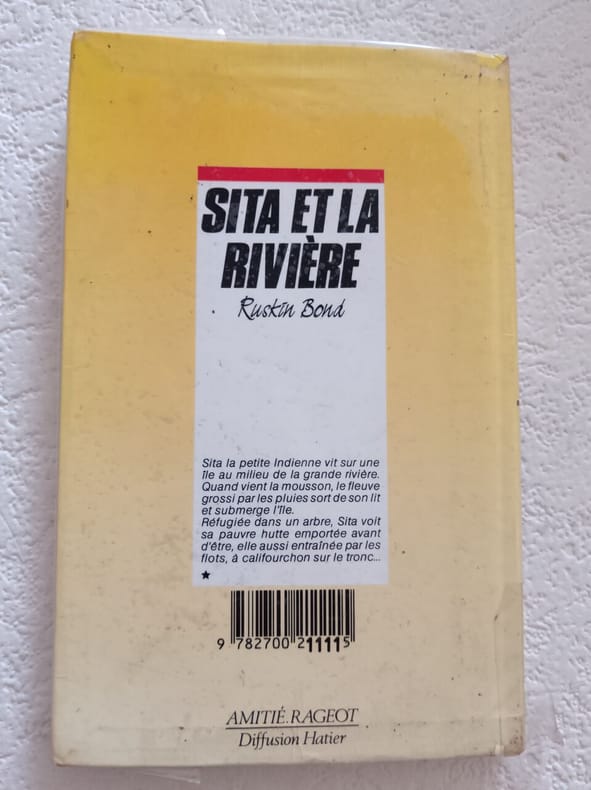 SITA ET LA
RIVIÈRE
Ruskin Bond
Sita la petite Indienne vit sur une
île au milieu de la grande rivière.
Quand vient la mousson, le fleuve
grossi par les pluies sort de son lit
et submerge l'île.
Réfugiée dans un arbre, Sita voit
sa pauvre hutte emportée avant
d'être, elle aussi entraînée par les
flots, à califourchon sur le tronc...
★
9 782700 211115
AMITIÉ.RAGEOT
Diffusion Hatier